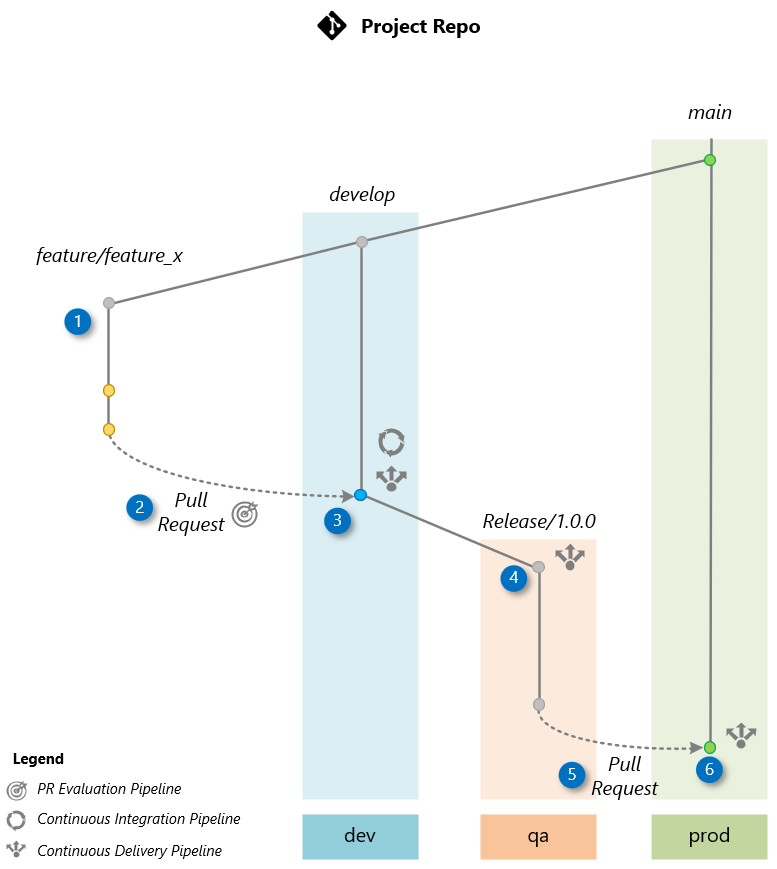 Project Repo
main
develop
feature/feature_x
1
2
Pull
Request
3
Release/1.0.0
4
5
Pull
Request
6
Legend
PR Evaluation Pipeline
Continuous Integration Pipeline
Continuous Delivery Pipeline
dev
qa
prod